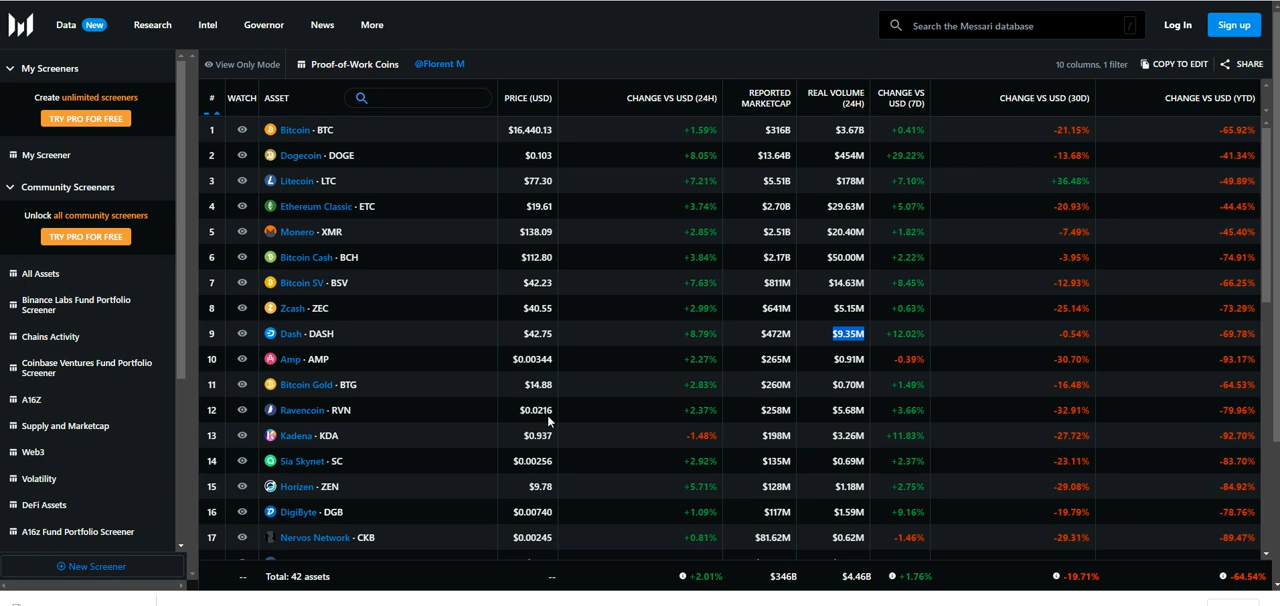 Data New Research Intel Governor News More Search the Messari database / Log In Sign up
My Screeners
Create unlimited screeners
TRY PRO FOR FREE
My Screener
Community Screeners
Unlock all community screeners
TRY PRO FOR FREE
All Assets
Binance Labs Fund Portfolio
Screener
Chains Activity
Coinbase Ventures Fund Portfolio
Screener
A16Z
Supply and Marketcap
Web3
Volatility
DeFi Assets
A16z Fund Portfolio Screener
New Screener
View Only Mode Proof-of-Work Coins @Florent M 10 columns, 1 filter COPY TO EDIT SHARE
# WATCH ASSET PRICE (USD) CHANGE VS USD (24H) REPORTED MARKETCAP REAL VOLUME (24H) CHANGE VS USD (7D) CHANGE VS USD (30D) CHANGE VS USD (YTD)
1 Bitcoin · BTC $16,440.13 +1.59% $316B $3.67B +0.41% -21.15% -65.92%
2 Dogecoin · DOGE $0.103 +8.05% $13.64B $454M +29.22% -13.68% -41.34%
3 Litecoin · LTC $77.30 +7.21% $5.51B $178M +7.10% +36.48% -49.89%
4 Ethereum Classic · ETC $19.61 +3.74% $2.70B $29.63M +5.07% -20.93% -44.45%
5 Monero · XMR $138.09 +2.85% $2.51B $20.40M +1.82% -7.49% -45.40%
6 Bitcoin Cash · BCH $112.80 +3.84% $2.17B $50.00M +2.22% -3.95% -74.91%
7 Bitcoin SV · BSV $42.23 +7.63% $811M $14.63M +8.45% -12.93% -66.25%
8 Zcash · ZEC $40.55 +2.99% $641M $5.15M +0.63% -25.14% -73.29%
9 Dash · DASH $42.75 +8.79% $472M $9.35M +12.02% -0.54% -69.78%
10 Amp · AMP $0.00344 +2.27% $265M $0.91M -0.39% -30.70% -93.17%
11 Bitcoin Gold · BTG $14.88 +2.83% $260M $0.70M +1.49% -16.48% -64.53%
12 Ravencoin · RVN $0.0216 +2.37% $258M $5.68M +3.66% -32.91% -79.96%
13 Kadena · KDA $0.937 -1.48% $198M $3.26M +11.83% -27.72% -92.70%
14 Sia Skynet · SC $0.00256 +2.92% $135M $0.69M +2.37% -23.11% -83.70%
15 Horizen · ZEN $9.78 +5.71% $128M $1.18M +2.75% -29.08% -84.92%
16 DigiByte · DGB $0.00740 +1.09% $117M $1.59M +9.16% -19.79% -78.76%
17 Nervos Network · CKB $0.00245 +0.81% $81.62M $0.62M -1.46% -29.31% -89.47%
-- Total: 42 assets -- +2.01% $346B $4.46B +1.76% -19.71% -64.54%